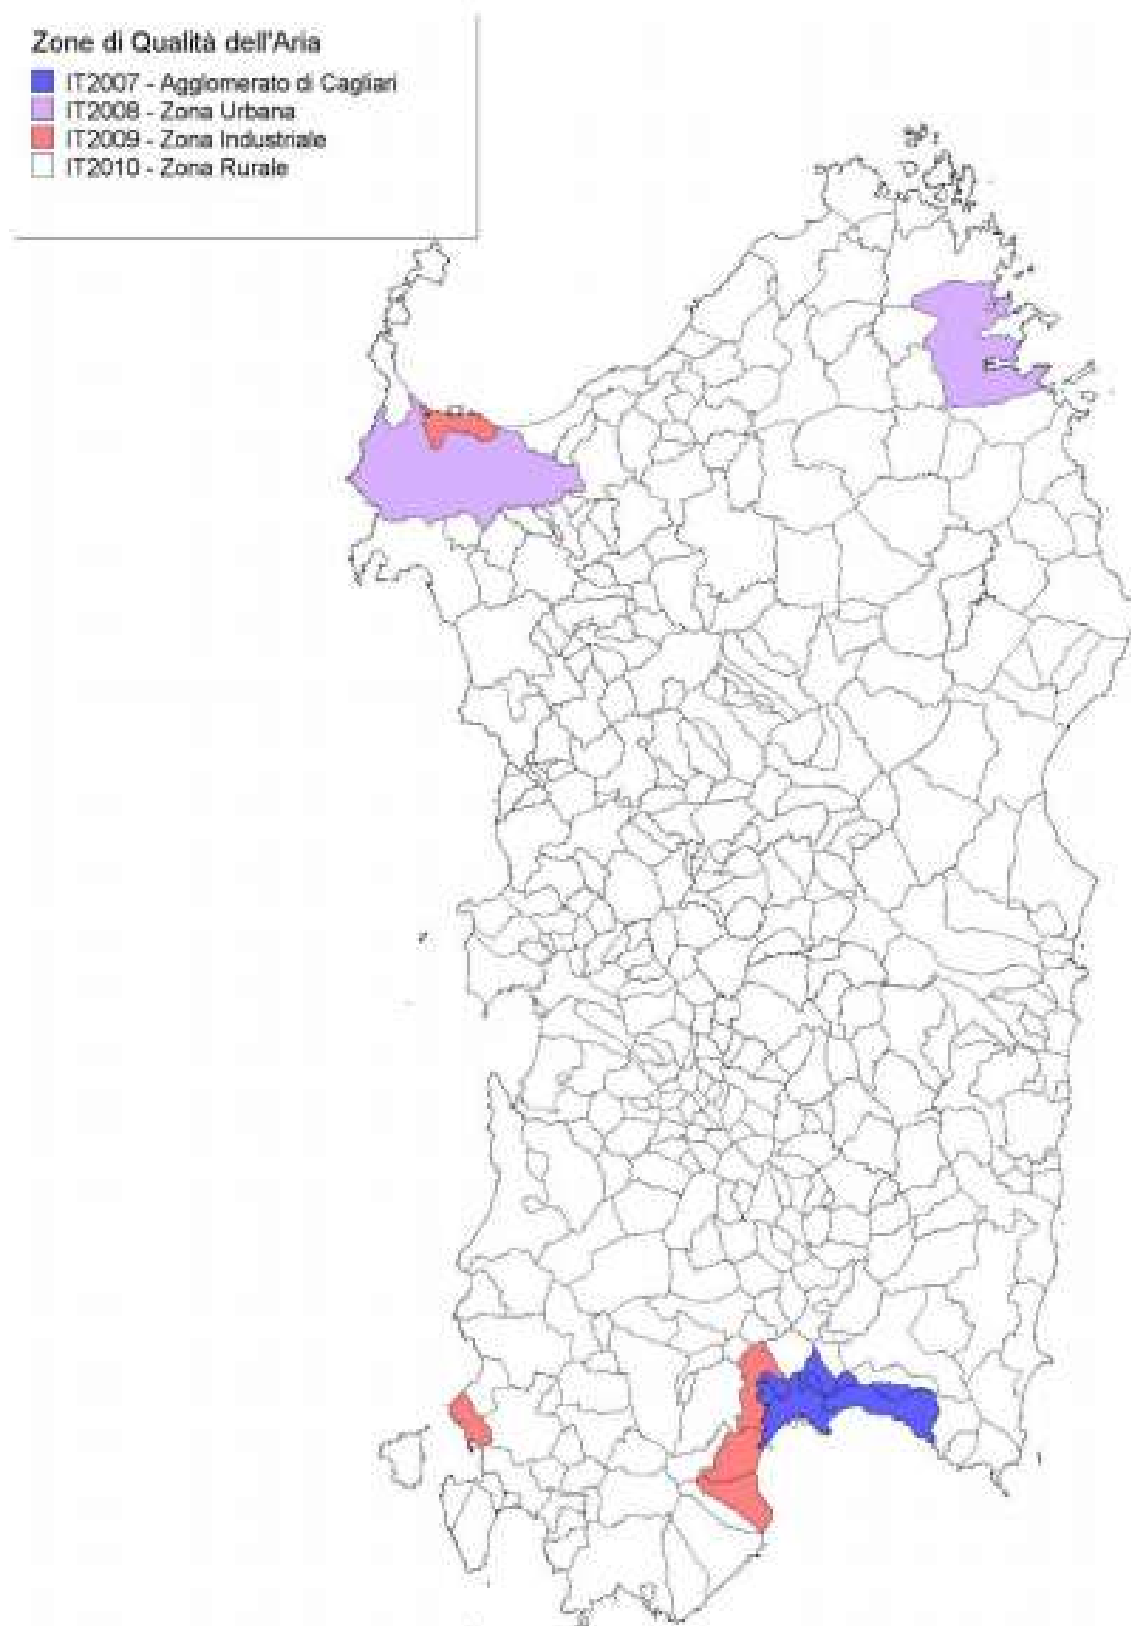 Zone di Qualità dell'Aria
IT2007 - Agglomerato di Cagliari
IT2008 - Zona Urbana
IT2009 - Zona Industriale
IT2010 - Zona Rurale